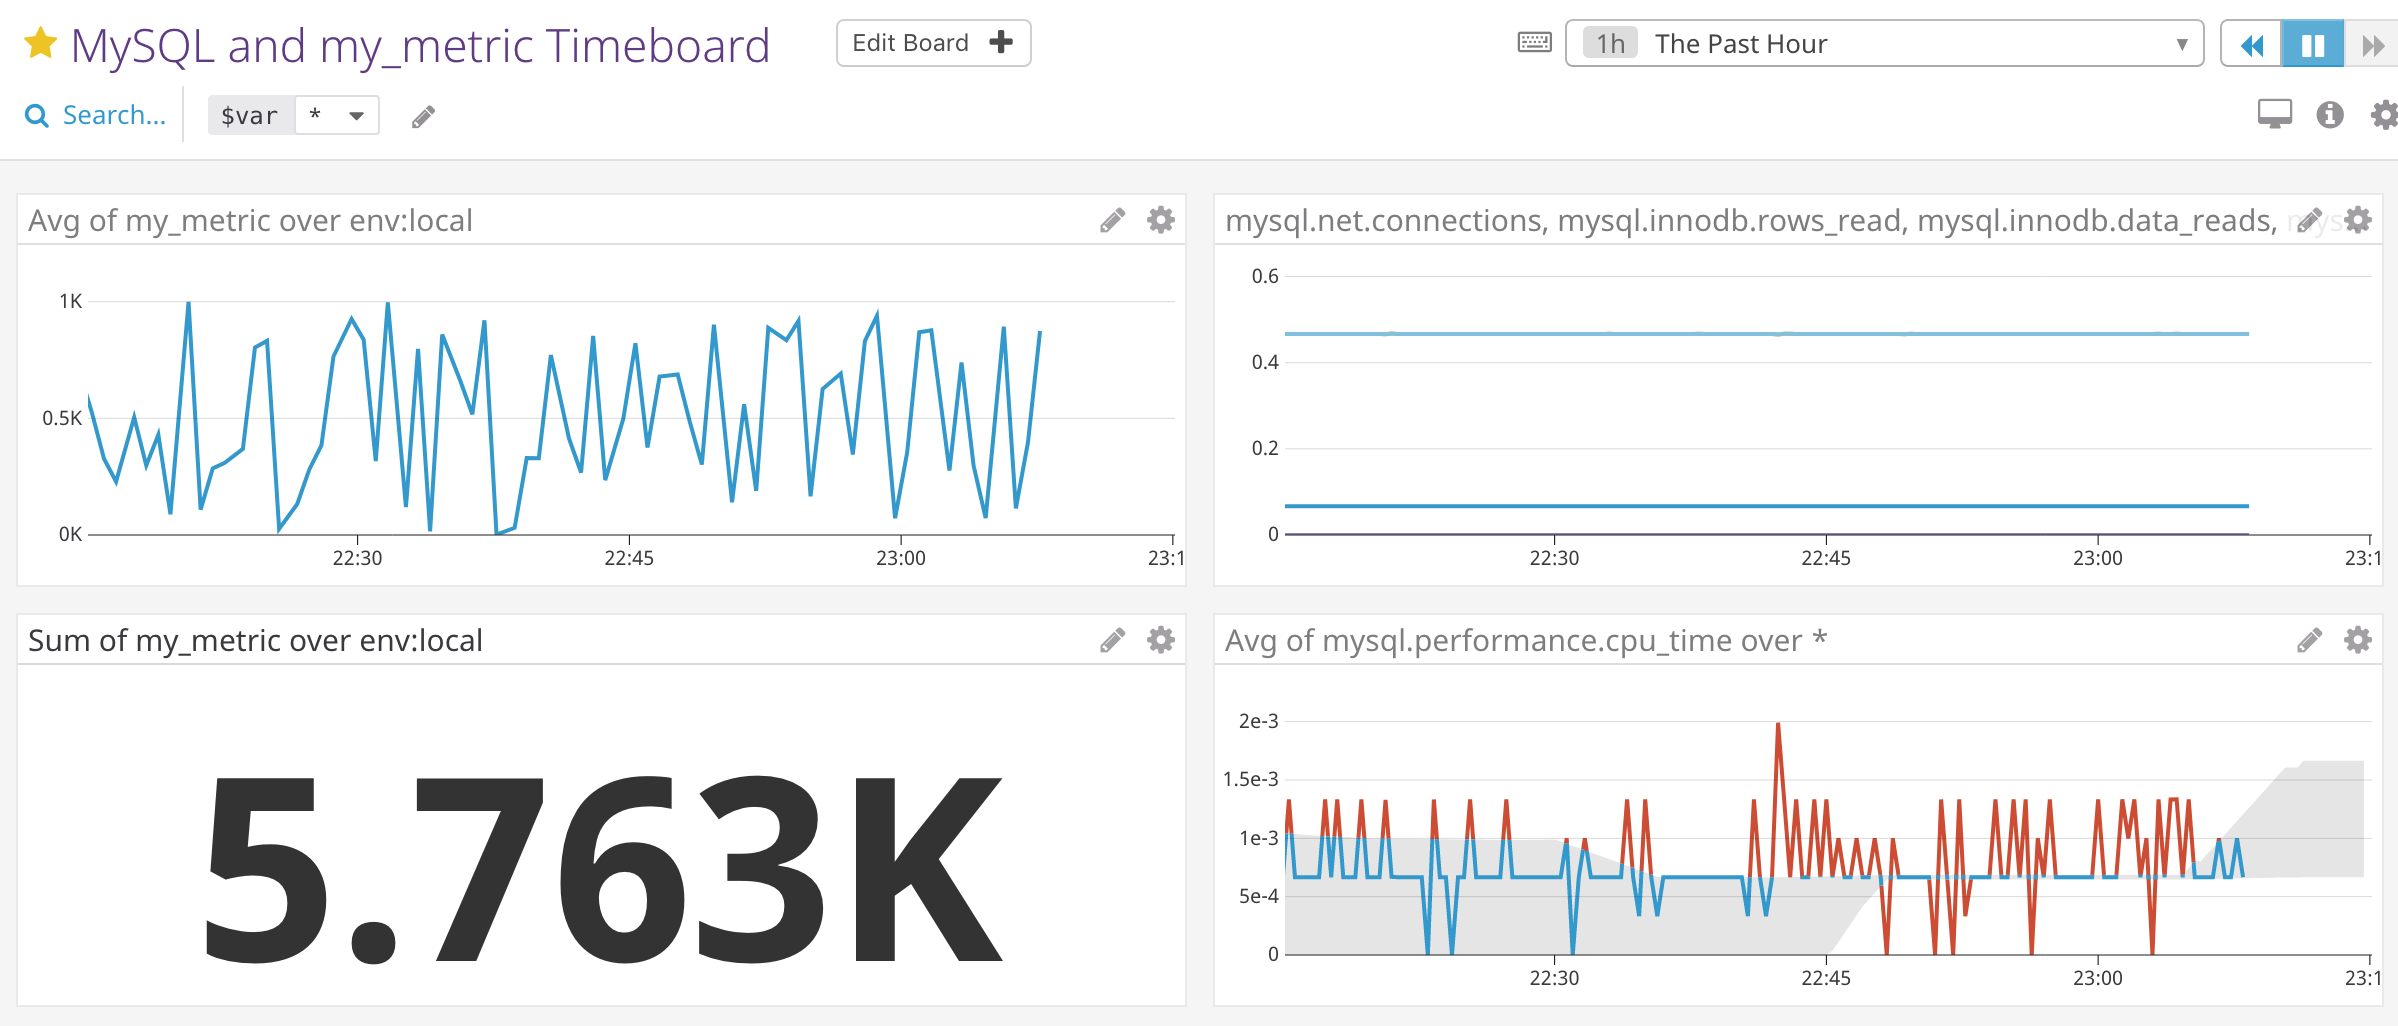 MySQL and my_metric Timeboard
Edit Board
1h The Past Hour
Search...
$var *
Avg of my_metric over env:local
1K
0.5K
0K
22:30 22:45 23:00 23:1
mysql.net.connections, mysql.innodb.rows_read, mysql.innodb.data_reads, mys
0.6
0.4
0.2
0
22:30 22:45 23:00 23:1
Sum of my_metric over env:local
5.763K
Avg of mysql.performance.cpu_time over *
2e-3
1.5e-3
1e-3
5e-4
0
22:30 22:45 23:00 23:1